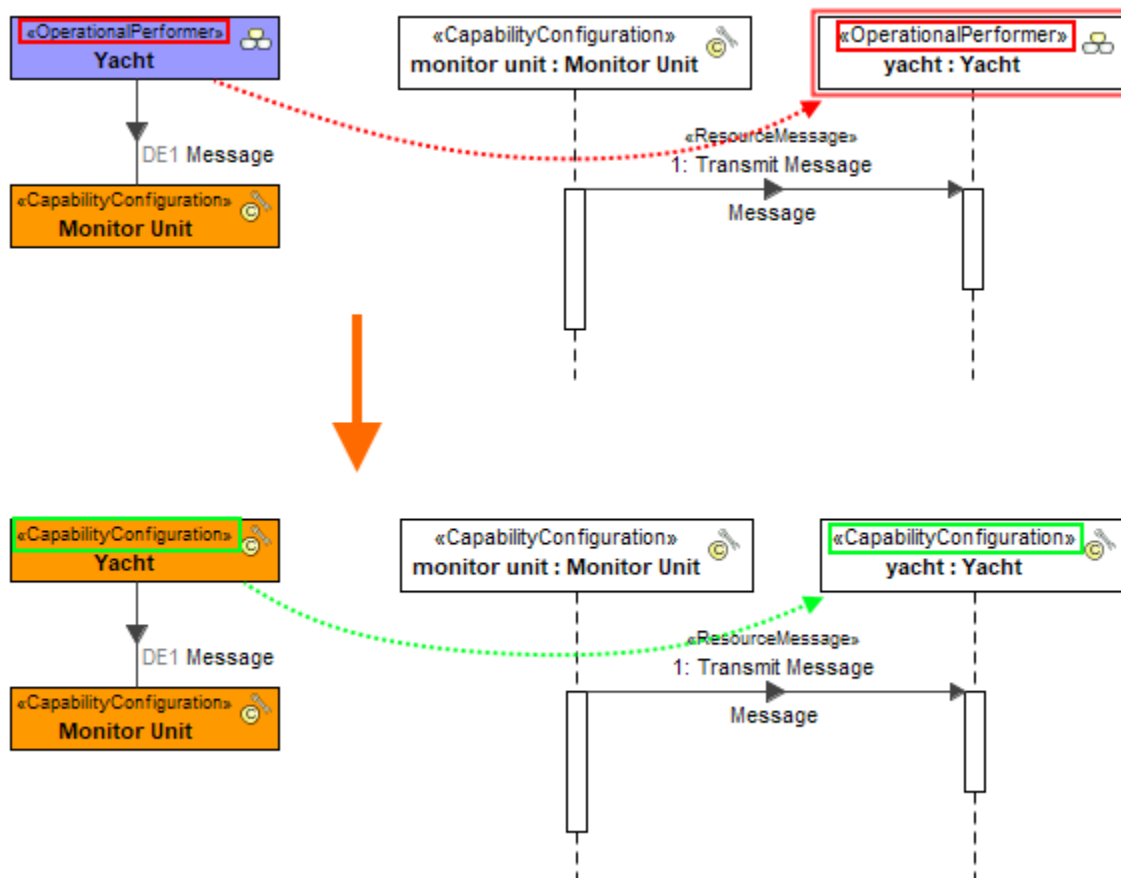 «OperationalPerformer»
Yacht
DE1 Message
«CapabilityConfiguration»
Monitor Unit
«CapabilityConfiguration»
monitor unit : Monitor Unit
«OperationalPerformer»
yacht : Yacht
«ResourceMessage»
1: Transmit Message
Message
«CapabilityConfiguration»
Yacht
DE1 Message
«CapabilityConfiguration»
Monitor Unit
«CapabilityConfiguration»
monitor unit : Monitor Unit
«CapabilityConfiguration»
yacht : Yacht
«ResourceMessage»
1: Transmit Message
Message